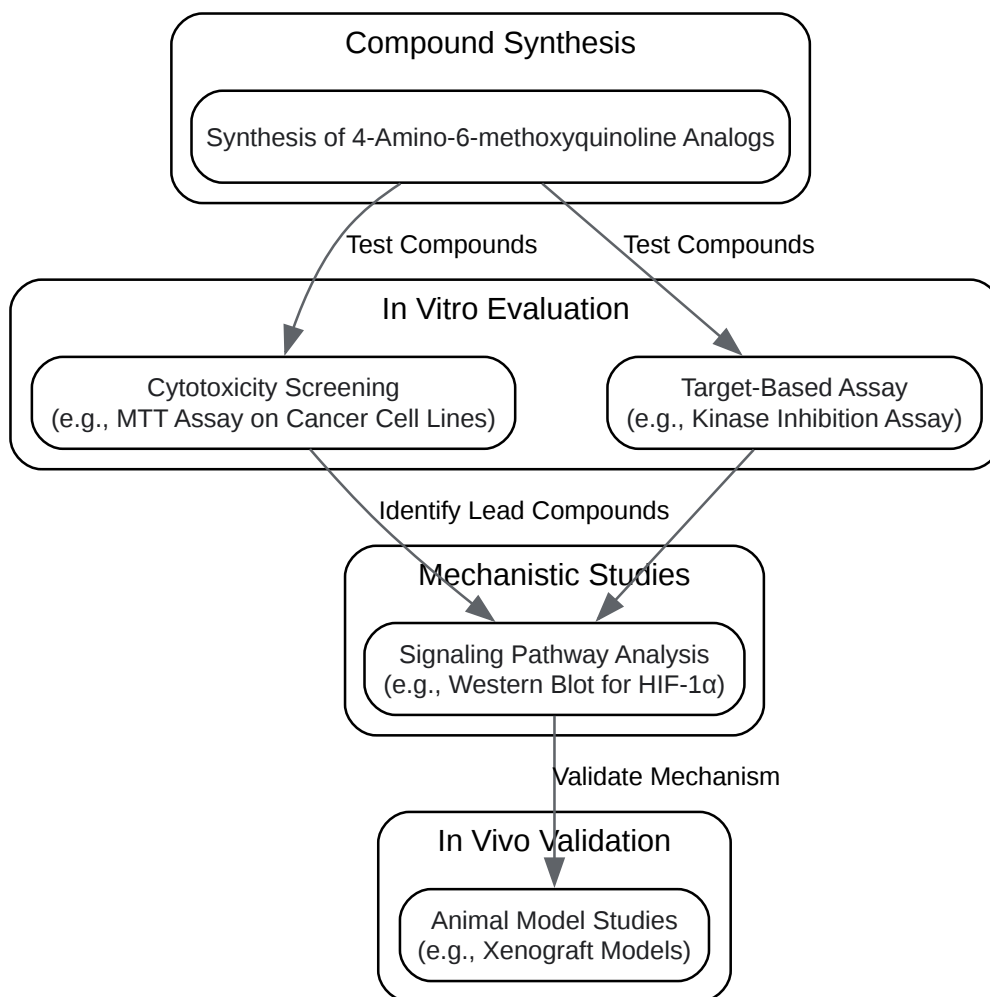 Compound Synthesis
Synthesis of 4-Amino-6-methoxyquinoline Analogs
Test Compounds
Test Compounds
In Vitro Evaluation
Cytotoxicity Screening
(e.g., MTT Assay on Cancer Cell Lines)
Target-Based Assay
(e.g., Kinase Inhibition Assay)
Identify Lead Compounds
Mechanistic Studies
Signaling Pathway Analysis
(e.g., Western Blot for HIF-1α)
Validate Mechanism
In Vivo Validation
Animal Model Studies
(e.g., Xenograft Models)